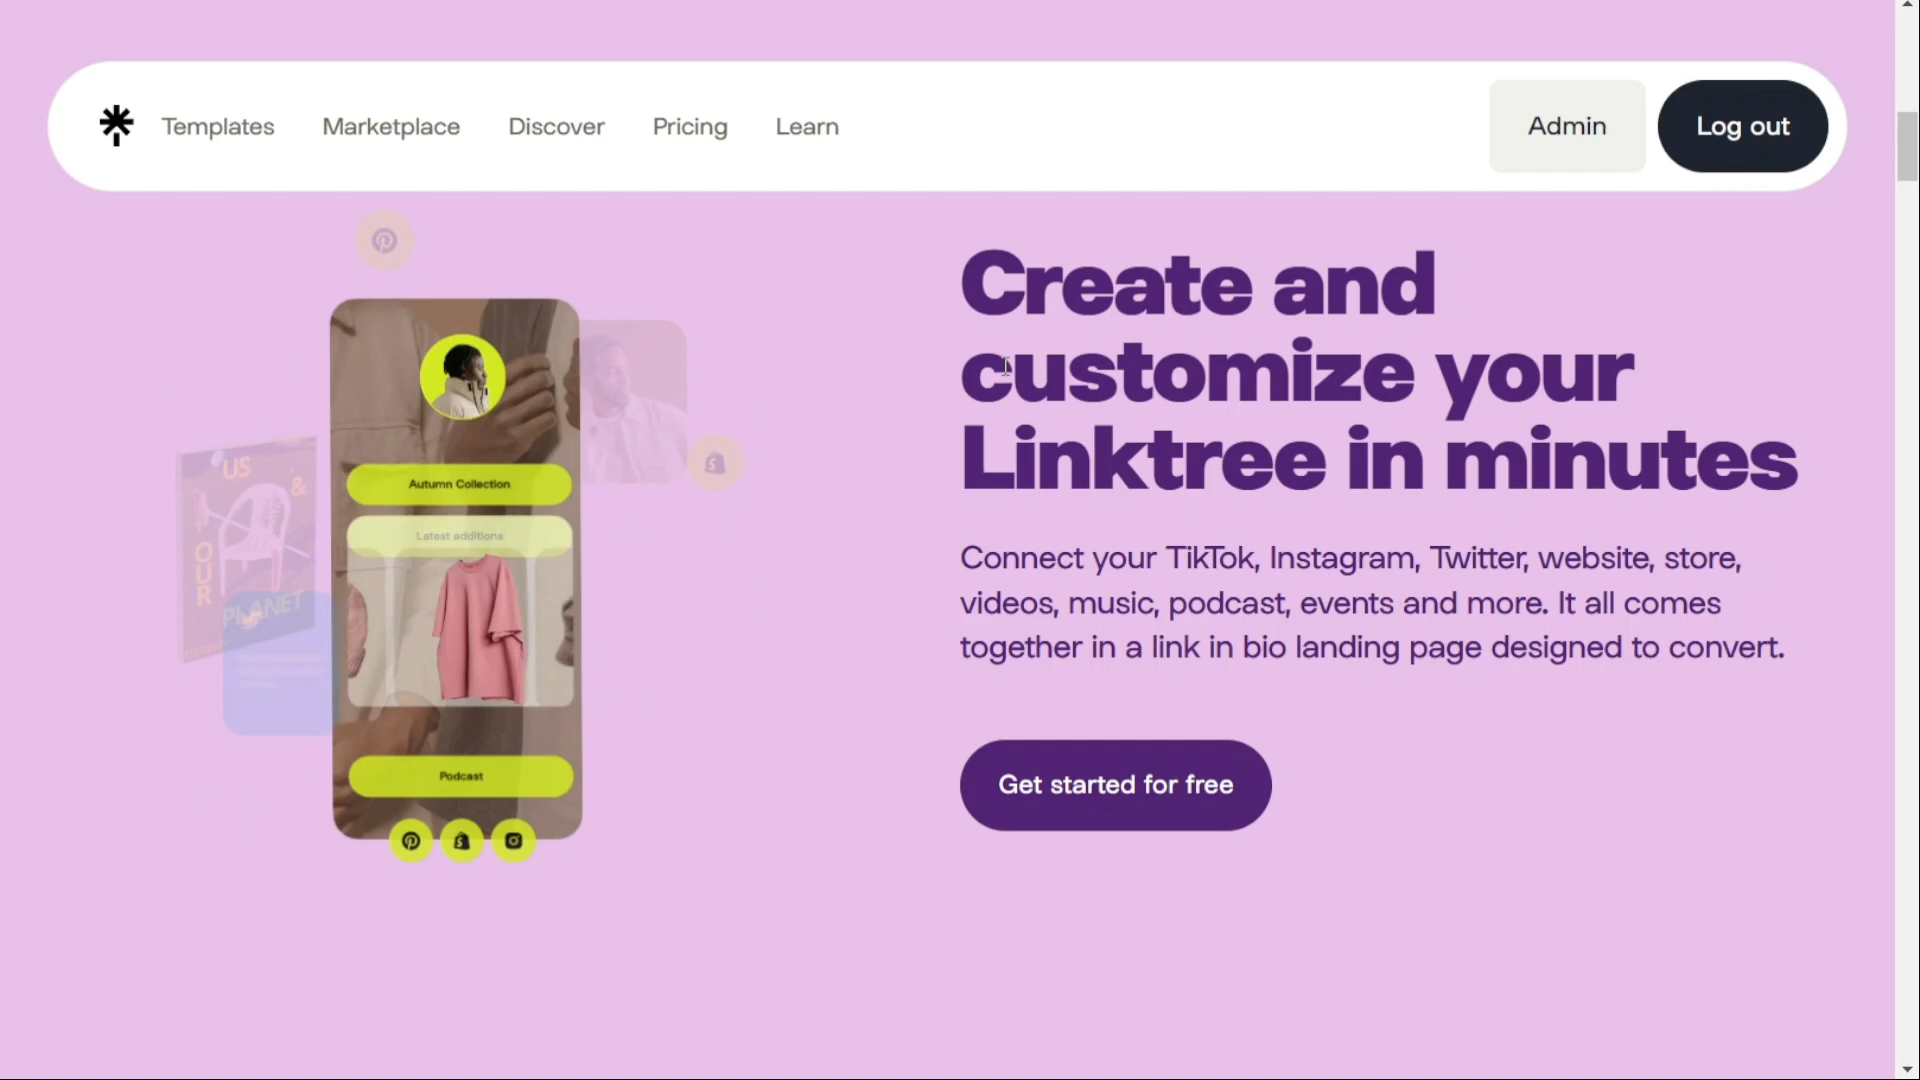 Templates Marketplace Discover Pricing Learn Admin Log out
Create and
customize your
Linktree in minutes
Connect your TikTok, Instagram, Twitter, website, store,
videos, music, podcast, events and more. It all comes
together in a link in bio landing page designed to convert.
Get started for free
Autumn Collection
Latest additions
Podcast
US
&
OUR
PLANET